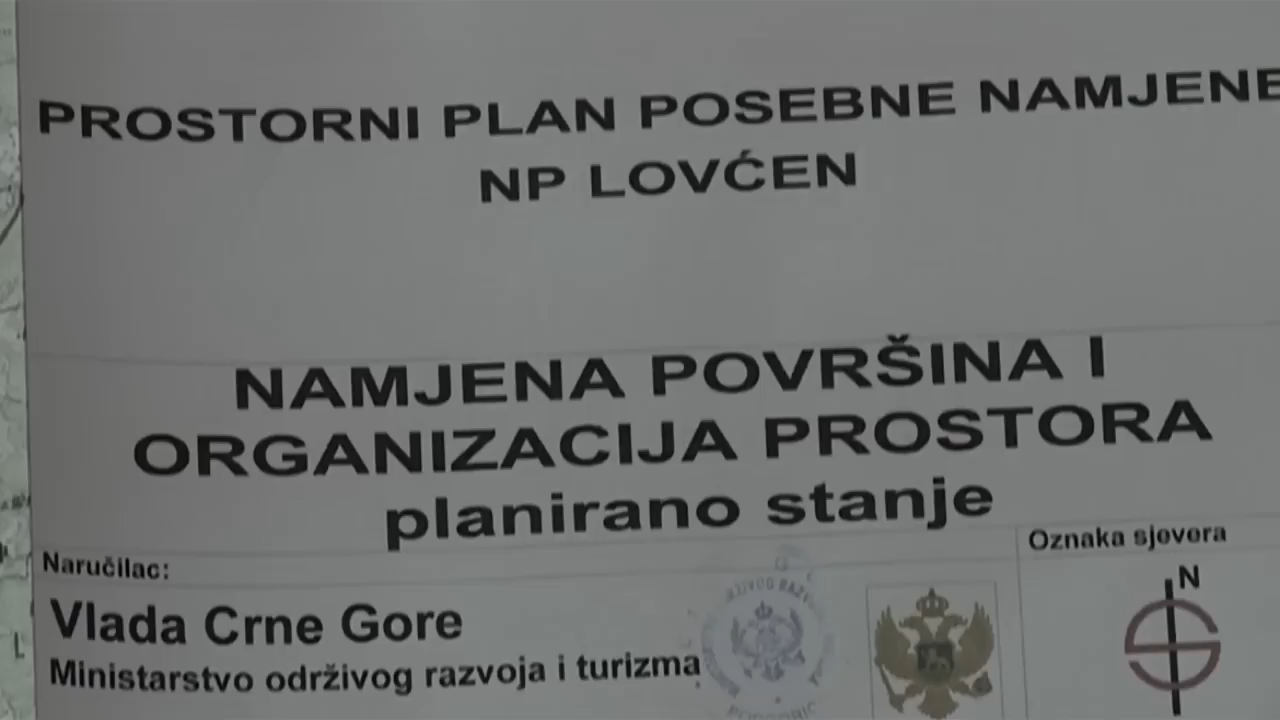 PROSTORNI PLAN POSEBNE NAMJENE
NP LOVĆEN
NAMJENA POVRŠINA I
ORGANIZACIJA PROSTORA
planirano stanje
Naručilac:
Oznaka sjevera
N
Vlada Crne Gore
Ministarstvo održivog razvoja i turizma